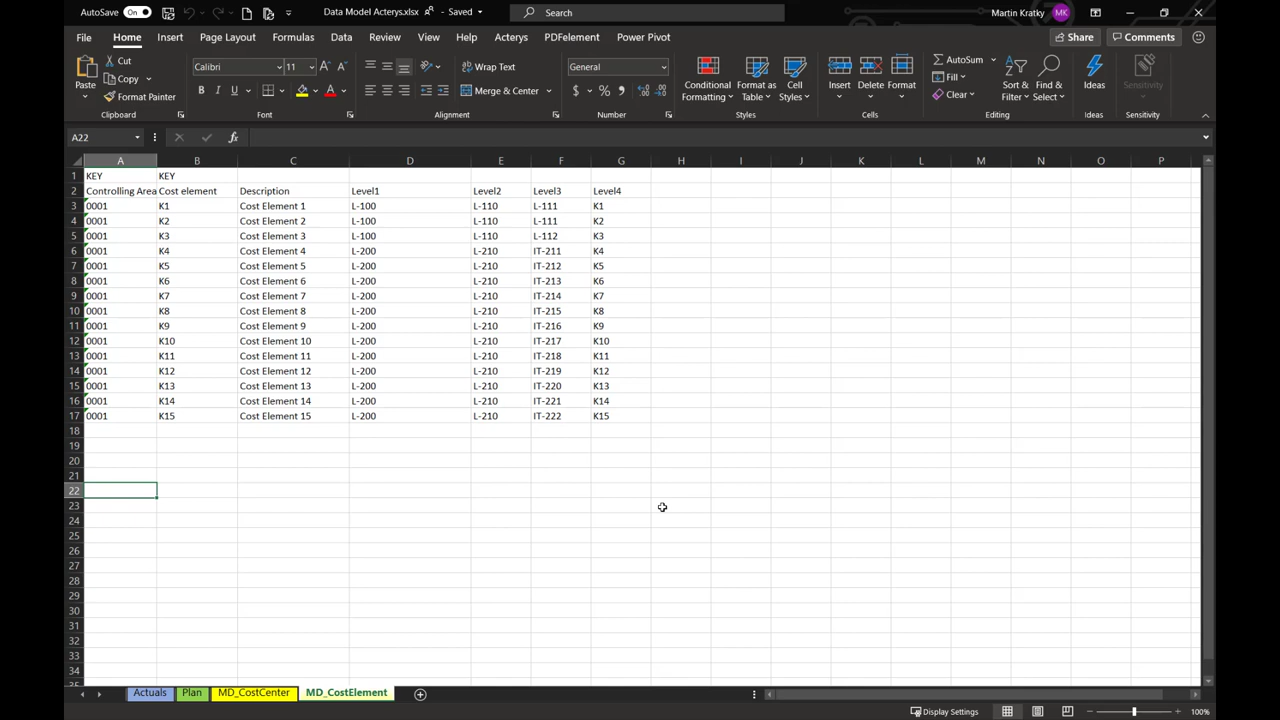 AutoSave On Data Model Acterys.xlsx - Saved Search Martin Kratky MK
File Home Insert Page Layout Formulas Data Review View Help Acterys PDFelement Power Pivot Share Comments
Paste Cut Copy Format Painter Clipboard
Calibri 11 A A B I U A Font
Wrap Text Merge & Center Alignment
General $ % , Number
Conditional Formatting Format as Table Cell Styles Styles
Insert Delete Format Cells
AutoSum Fill Clear Sort & Filter Find & Select Editing
Ideas Ideas
Sensitivity Sensitivity
A22 fx
A B C D E F G H I J K L M N O P
1 KEY KEY
2 Controlling Area Cost element Description Level1 Level2 Level3 Level4
3 0001 K1 Cost Element 1 L-100 L-110 L-111 K1
4 0001 K2 Cost Element 2 L-100 L-110 L-111 K2
5 0001 K3 Cost Element 3 L-100 L-110 L-112 K3
6 0001 K4 Cost Element 4 L-200 L-210 IT-211 K4
7 0001 K5 Cost Element 5 L-200 L-210 IT-212 K5
8 0001 K6 Cost Element 6 L-200 L-210 IT-213 K6
9 0001 K7 Cost Element 7 L-200 L-210 IT-214 K7
10 0001 K8 Cost Element 8 L-200 L-210 IT-215 K8
11 0001 K9 Cost Element 9 L-200 L-210 IT-216 K9
12 0001 K10 Cost Element 10 L-200 L-210 IT-217 K10
13 0001 K11 Cost Element 11 L-200 L-210 IT-218 K11
14 0001 K12 Cost Element 12 L-200 L-210 IT-219 K12
15 0001 K13 Cost Element 13 L-200 L-210 IT-220 K13
16 0001 K14 Cost Element 14 L-200 L-210 IT-221 K14
17 0001 K15 Cost Element 15 L-200 L-210 IT-222 K15
18
19
20
21
22
23
24
25
26
27
28
29
30
31
32
33
34
Actuals Plan MD_CostCenter MD_CostElement
Display Settings 100%